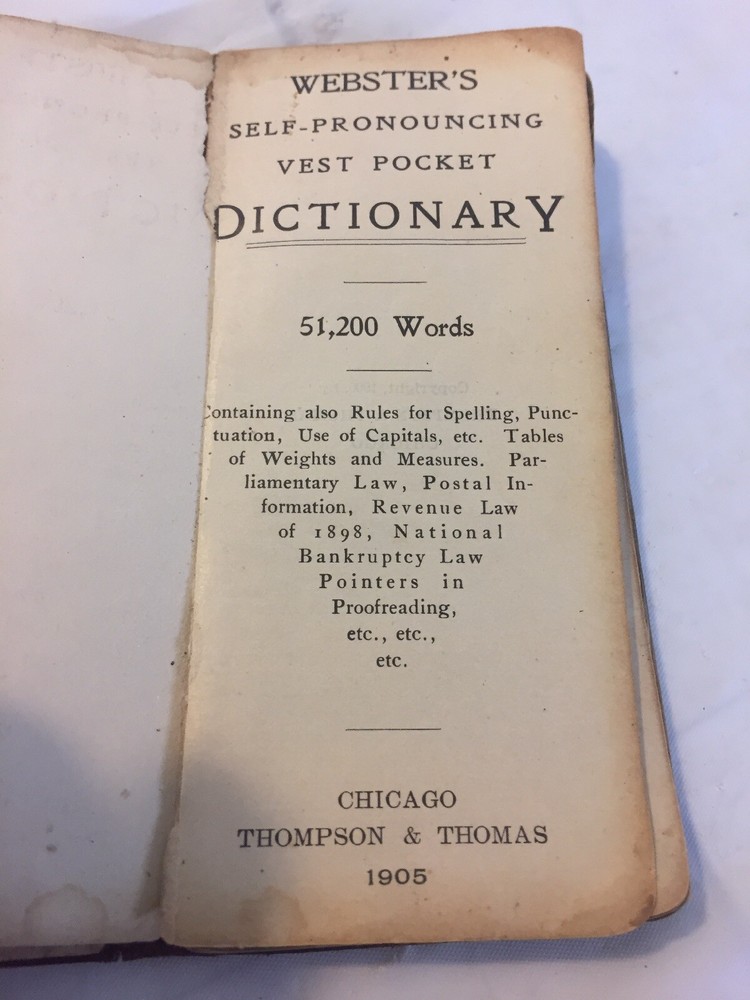 WEBSTER'S
SELF-PRONOUNCING
VEST POCKET
DICTIONARY
51,200 Words
Containing also Rules for Spelling, Punc-
tuation, Use of Capitals, etc. Tables
of Weights and Measures. Par-
liamentary Law, Postal In-
formation, Revenue Law
of 1898, National
Bankruptcy Law
Pointers in
Proofreading,
etc., etc.,
etc.
CHICAGO
THOMPSON & THOMAS
1905